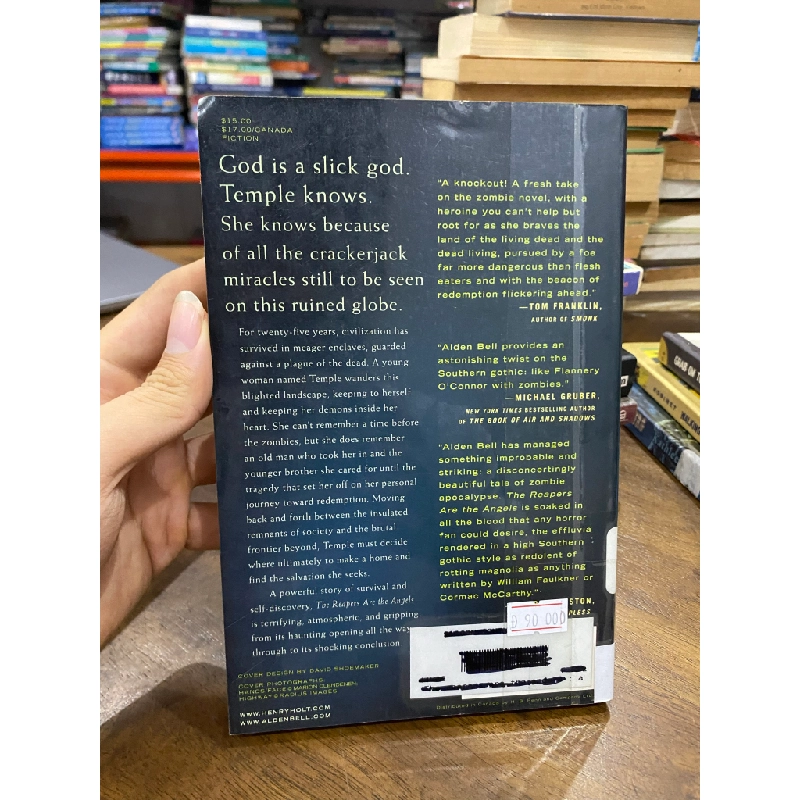 $15.00
$17.00/CANADA
FICTION
God is a slick god.
Temple knows.
She knows because
of all the crackerjack
miracles still to be seen
on this ruined globe.
For twenty-five years, civilization has
survived in meager enclaves, guarded
against a plague of the dead. A young
woman named Temple wanders this
blighted landscape, keeping to herself
and keeping her demons inside her
heart. She can't remember a time before
the zombies, but she does remember
an old man who took her in and the
younger brother she cared for until the
tragedy that set her off on her personal
journey toward redemption. Moving
back and forth between the insulated
remnants of society and the brutal
frontier beyond, Temple must decide
where ultimately to make a home and
find the salvation she seeks.
A powerful story of survival and
self-discovery, The Reapers Are the Angels
is terrifying, atmospheric, and gripping
from its haunting opening all the way
through to its shocking conclusion
COVER DESIGN BY DAVID SHOEMAKER
COVER PHOTOGRAPHS:
WWW.HENRYHOLT.COM
WWW.ALDENBELL.COM
"A knockout! A fresh take
on the zombie novel, with a
heroine you can't help but
root for as she braves the
land of the living dead and the
dead living, pursued by a foe
far more dangerous than flesh
eaters and with the beacon of
redemption flickering ahead."
—TOM FRANKLIN,
AUTHOR OF SMONK
"Alden Bell provides an
astonishing twist on the
Southern gothic: like Flannery
O'Connor with zombies."
—MICHAEL GRUBER,
NEW YORK TIMES BESTSELLING AUTHOR
OF THE BOOK OF AIR AND SHADOWS
"Alden Bell has managed
something improbable and
striking: a disconcertingly
beautiful tale of zombie
apocalypse. The Reapers
Are the Angels is soaked in
all the blood that any horror
fan could desire, the effluvia
rendered in a high Southern
gothic style as redolent of
rotting magnolia as anything
written by William Faulkner or
Cormac McCarthy."
STON,
PLESS
90 000
4